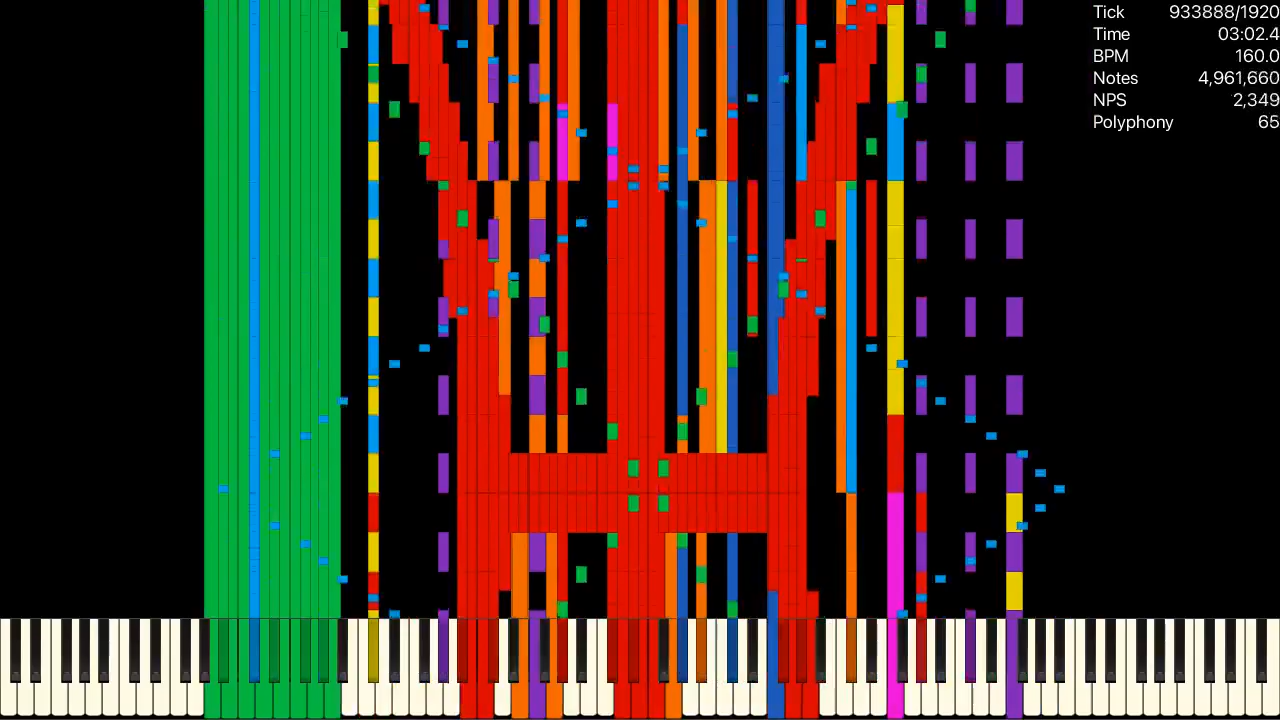 Tick 933888/1920
Time 03:02.4
BPM 160.0
Notes 4,961,660
NPS 2,349
Polyphony 65